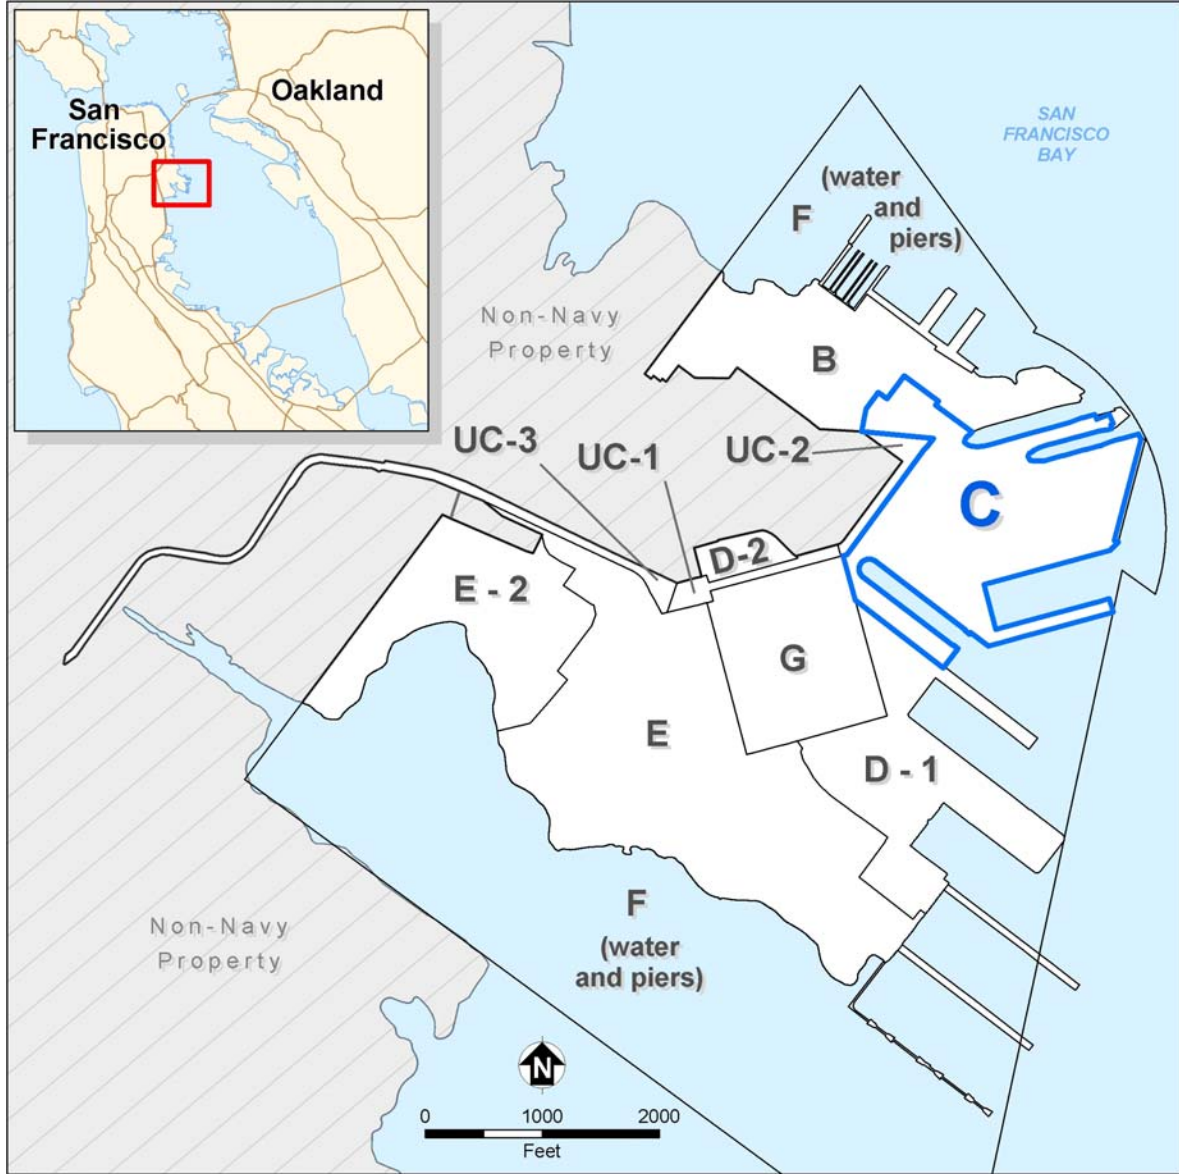 San
Francisco
Oakland
SAN
FRANCISCO
BAY
(water
and
piers)
F
Non-Navy
Property
B
UC-3
UC-1
UC-2
C
D-2
E - 2
G
E
D - 1
F
(water
and piers)
Non-Navy
Property
N
0 1000 2000
Feet